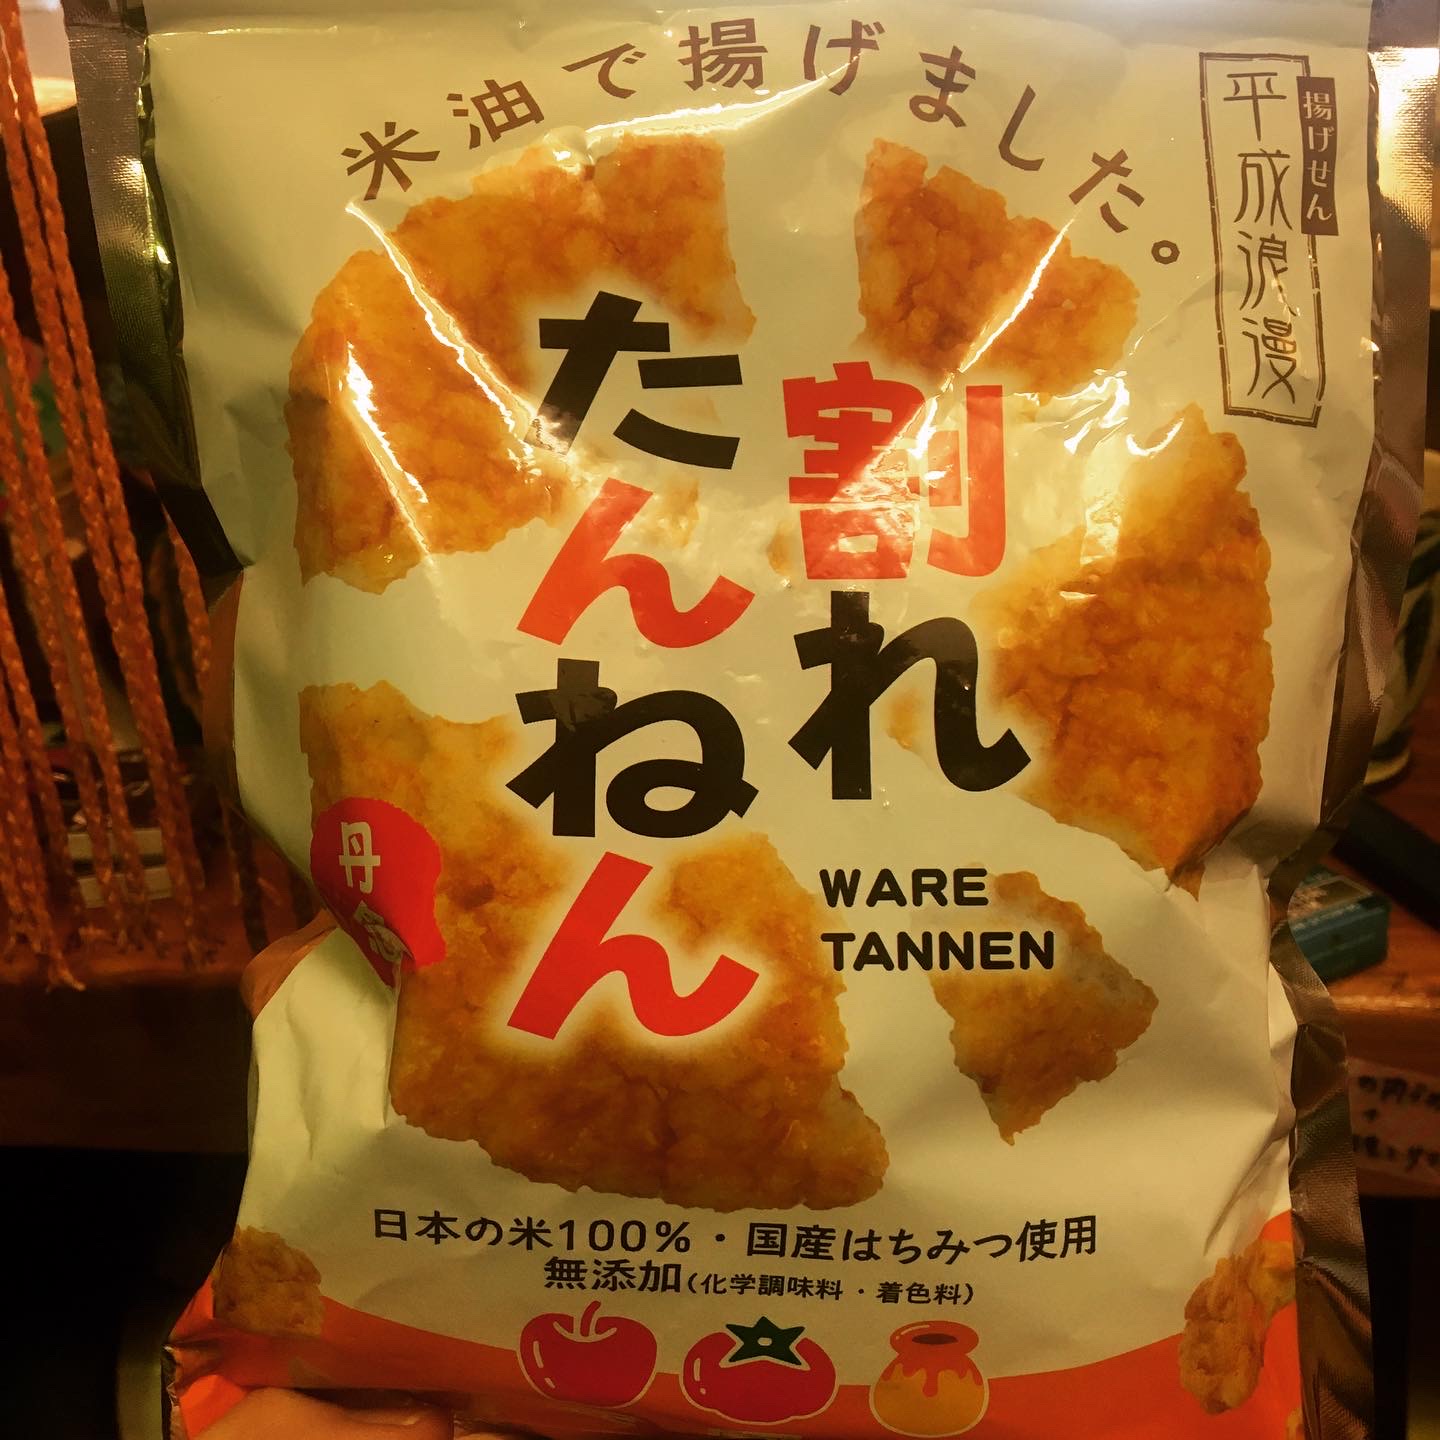 米油で揚げました。
揚げせん
平成浪漫
割れ
たんねん
WARE
TANNEN
丹念
日本の米100%・国産はちみつ使用
無添加(化学調味料・着色料)